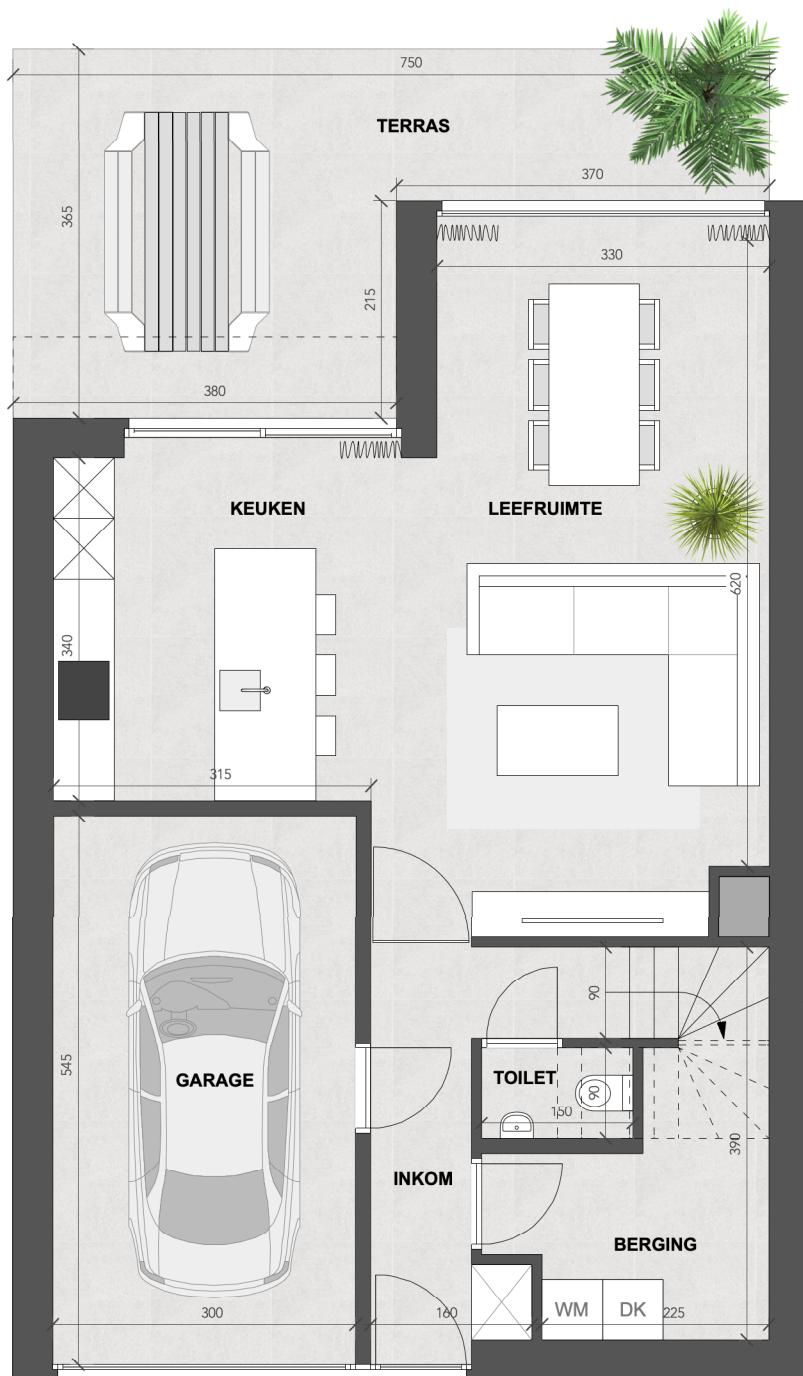 750
TERRAS
370
365
330
215
380
KEUKEN
LEEFRUIMTE
620
340
315
90
545
GARAGE
TOILET
90
150
390
INKOM
BERGING
300
160
WM
DK
225